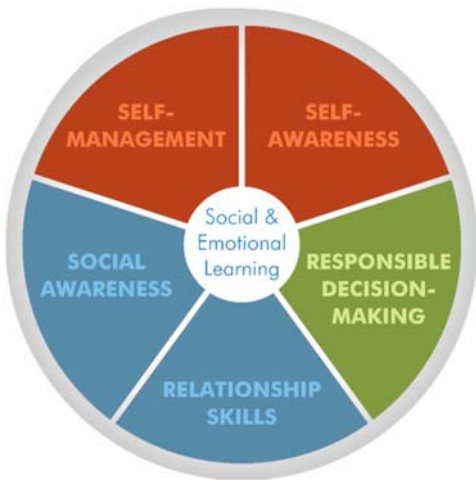 SELF-
MANAGEMENT
SELF-
AWARENESS
Social &
Emotional
Learning
SOCIAL
AWARENESS
RESPONSIBLE
DECISION-
MAKING
RELATIONSHIP
SKILLS